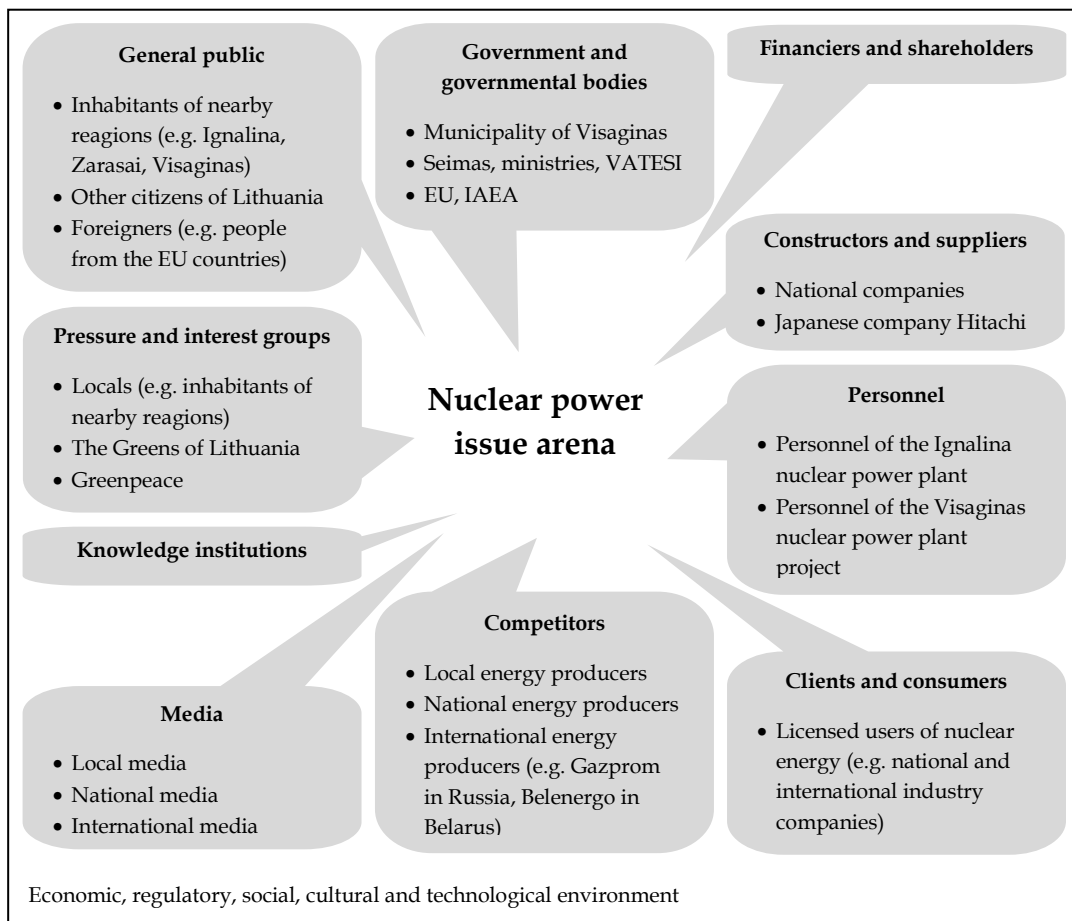 General public
• Inhabitants of nearby
reagions (e.g. Ignalina,
Zarasai, Visaginas)
• Other citizens of Lithuania
• Foreigners (e.g. people
from the EU countries)
Government and
governmental bodies
• Municipality of Visaginas
• Seimas, ministries, VATESI
• EU, IAEA
Financiers and shareholders
Constructors and suppliers
• National companies
• Japanese company Hitachi
Pressure and interest groups
• Locals (e.g. inhabitants of
nearby reagions)
• The Greens of Lithuania
• Greenpeace
Nuclear power
issue arena
Personnel
• Personnel of the Ignalina
nuclear power plant
• Personnel of the Visaginas
nuclear power plant
project
Knowledge institutions
Media
• Local media
• National media
• International media
Competitors
• Local energy producers
• National energy producers
• International energy
producers (e.g. Gazprom
in Russia, Belenergo in
Belarus)
Clients and consumers
• Licensed users of nuclear
energy (e.g. national and
international industry
companies)
Economic, regulatory, social, cultural and technological environment